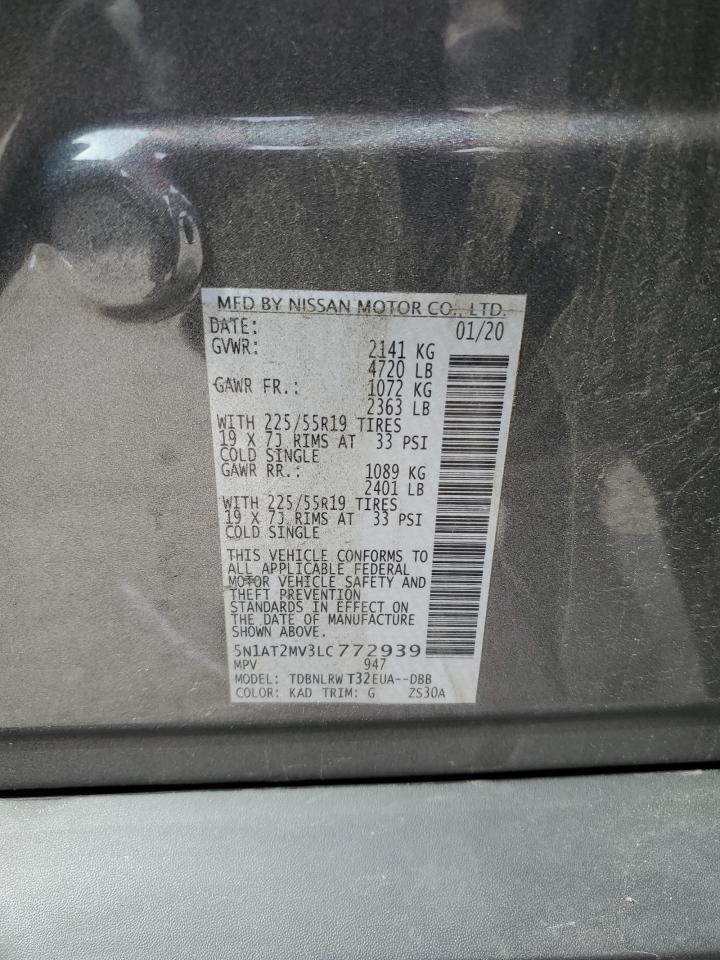 MFD BY NISSAN MOTOR CO., LTD.
DATE: 01/20
GVWR: 2141 KG
4720 LB
GAWR FR.: 1072 KG
2363 LB
WITH 225/55R19 TIRES
19 X 7J RIMS AT 33 PSI
COLD SINGLE
GAWR RR.: 1089 KG
2401 LB
WITH 225/55R19 TIRES
19 X 7J RIMS AT 33 PSI
COLD SINGLE
THIS VEHICLE CONFORMS TO
ALL APPLICABLE FEDERAL
MOTOR VEHICLE SAFETY AND
THEFT PREVENTION
STANDARDS IN EFFECT ON
THE DATE OF MANUFACTURE
SHOWN ABOVE.
5N1AT2MV3LC772939
MPV 947
MODEL: TDBNLRW T32EUA--DBB
COLOR: KAD TRIM: G ZS30A